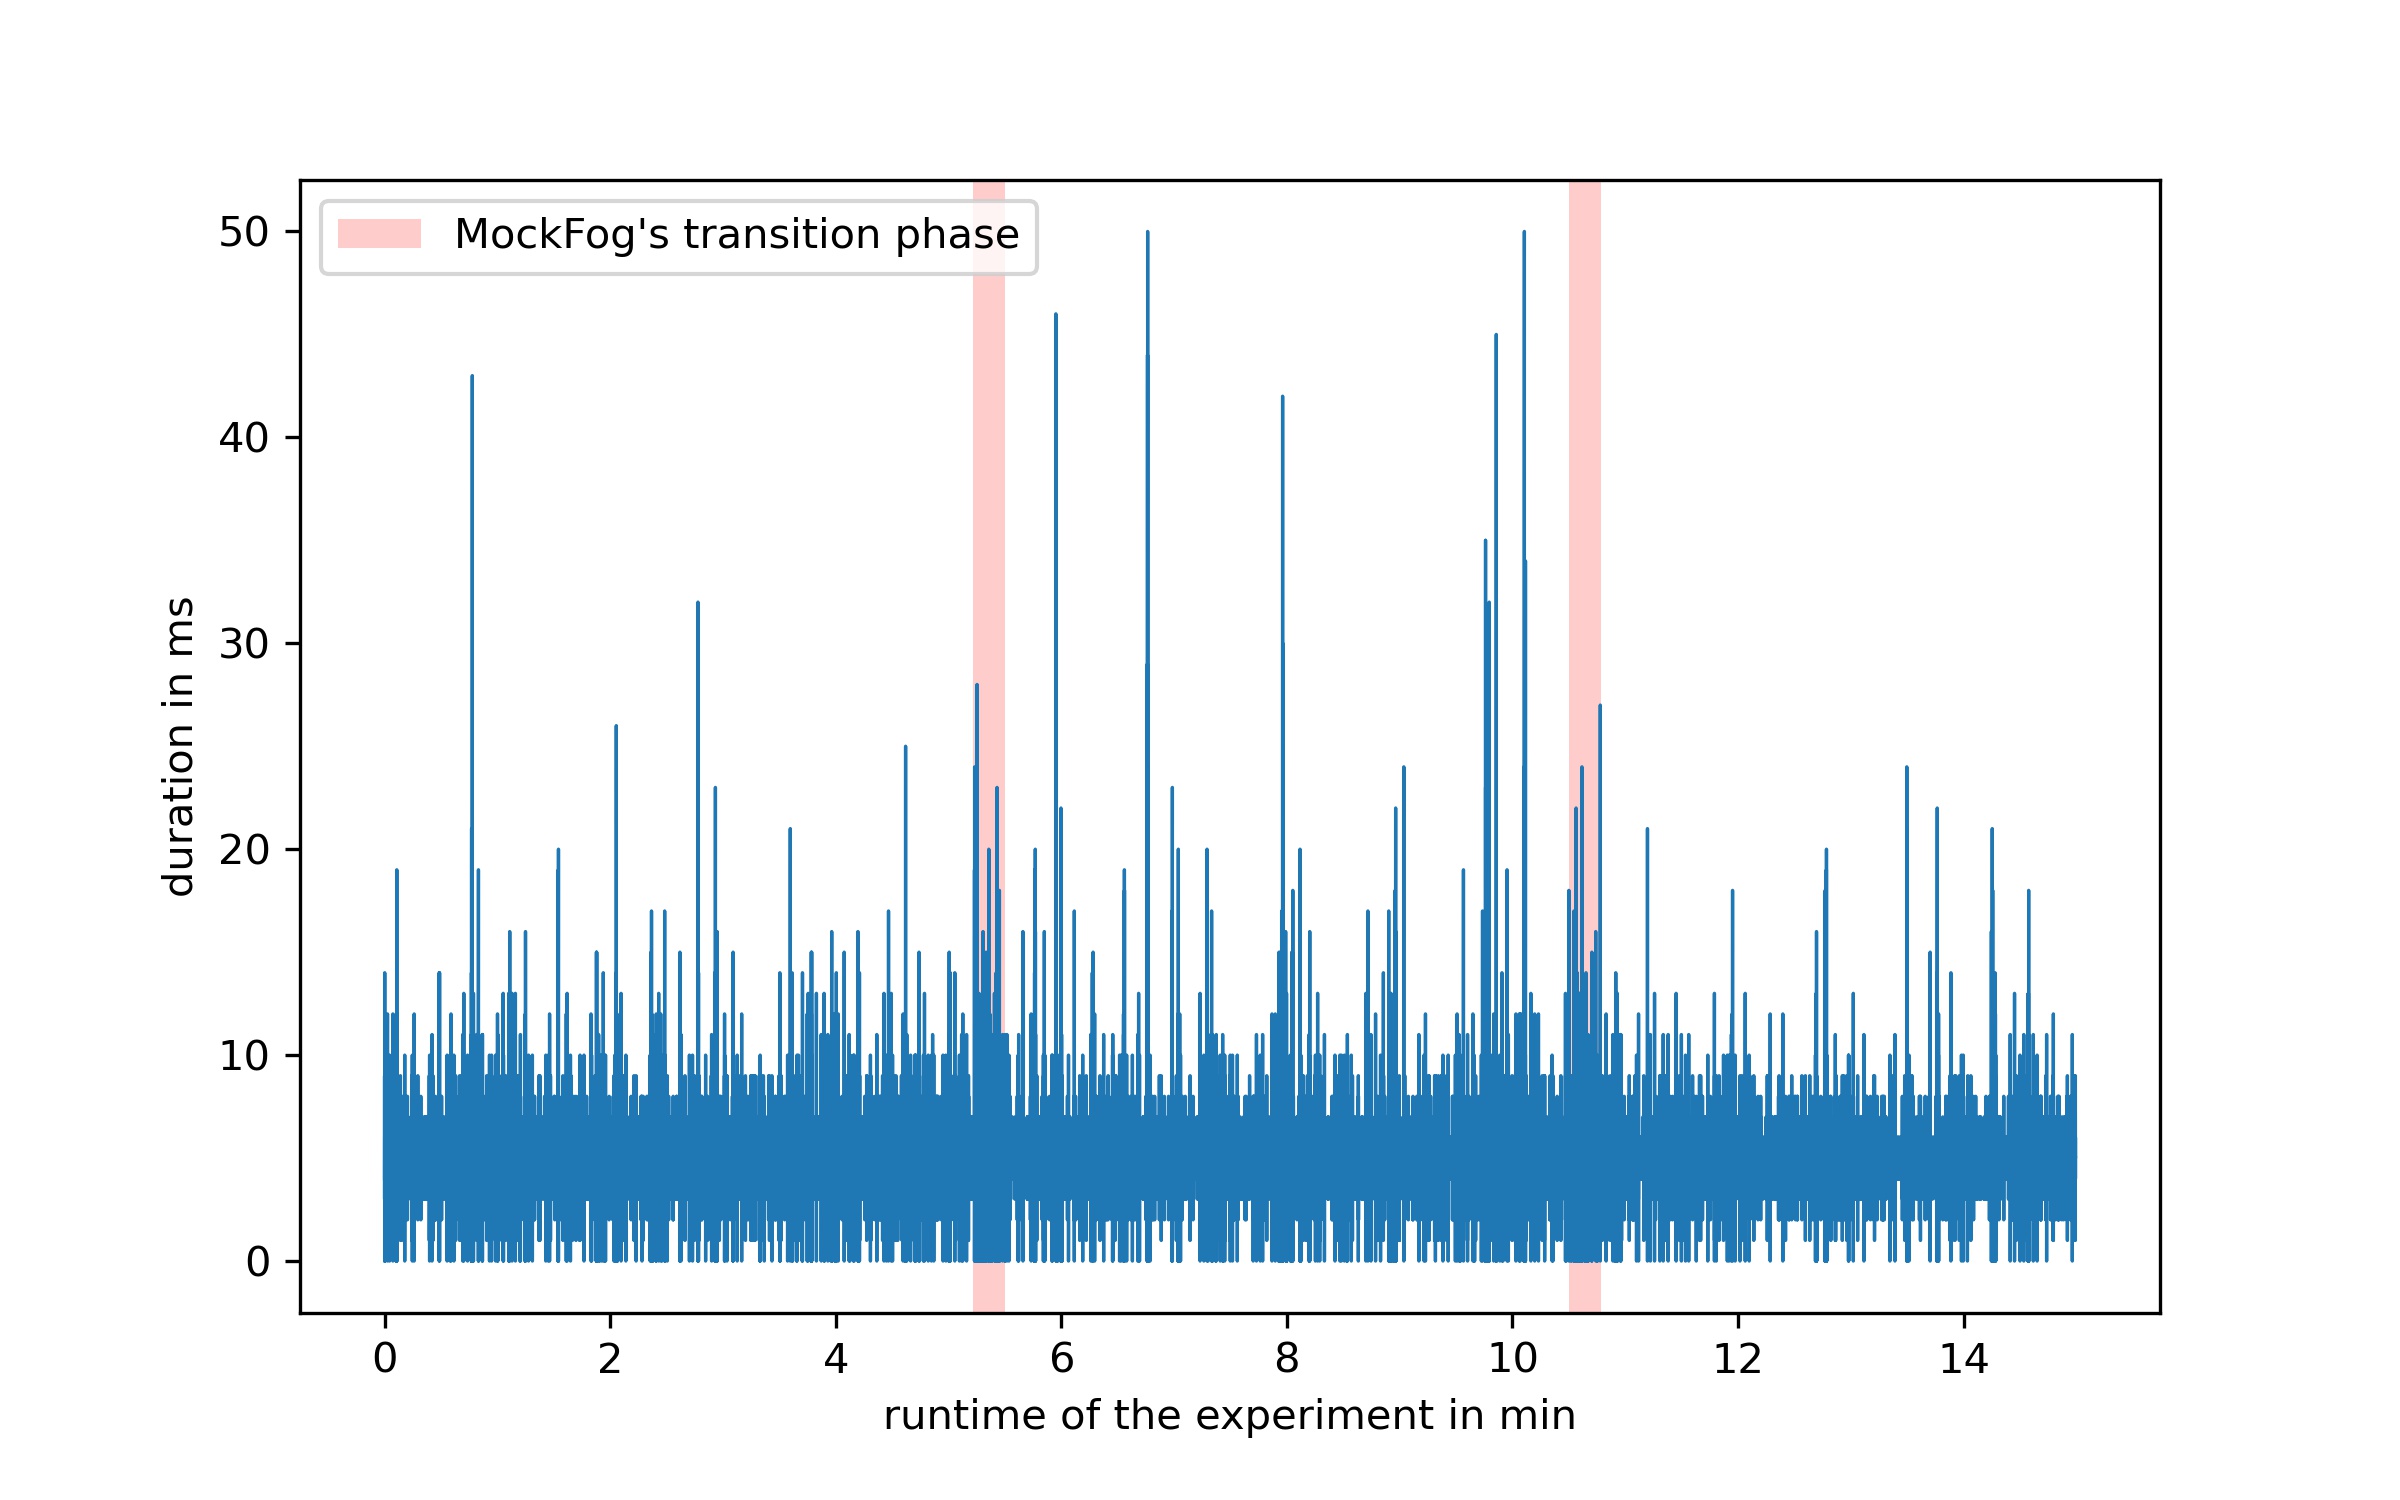 MockFog's transition phase
50
40
30
20
10
0
duration in ms
0 2 4 6 8 10 12 14
runtime of the experiment in min